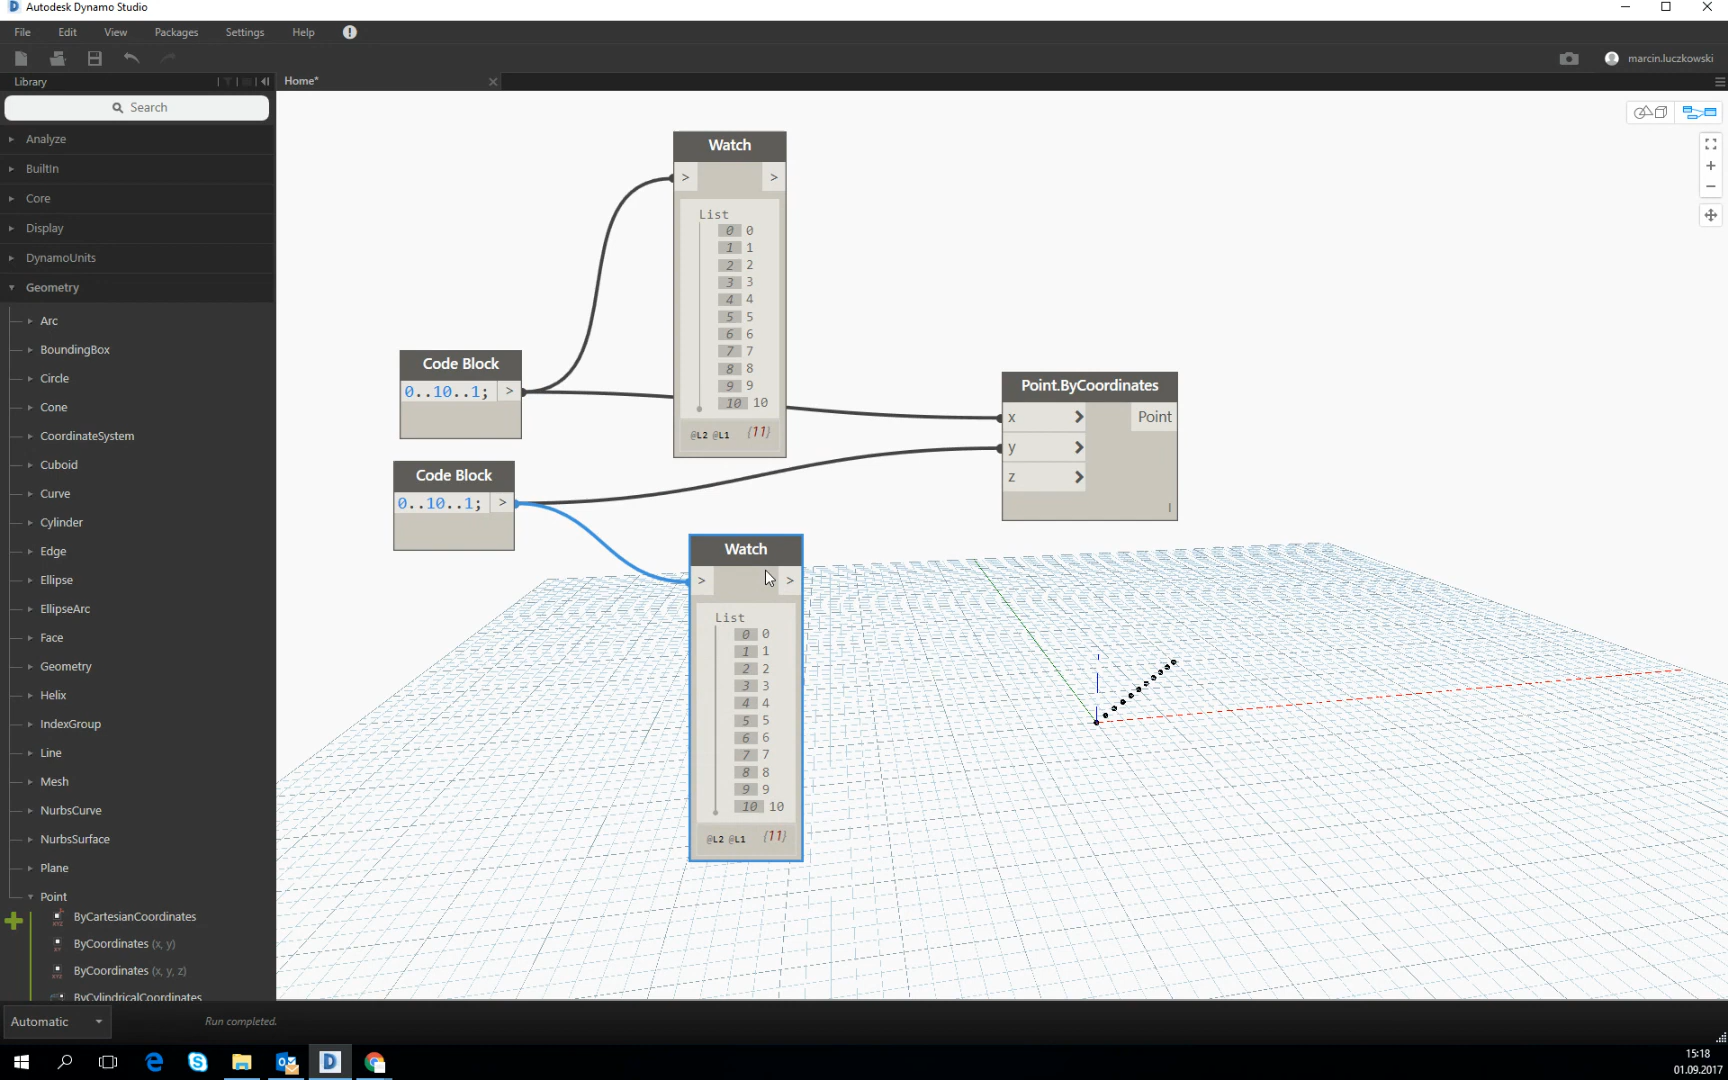 Autodesk Dynamo Studio
File Edit View Packages Settings Help
marcin.luczkowski
Library
Home*
Search
Analyze
BuiltIn
Core
Display
DynamoUnits
Geometry
Arc
BoundingBox
Circle
Cone
CoordinateSystem
Cuboid
Curve
Cylinder
Edge
Ellipse
EllipseArc
Face
Geometry
Helix
IndexGroup
Line
Mesh
NurbsCurve
NurbsSurface
Plane
Point
ByCartesianCoordinates
ByCoordinates (x, y)
ByCoordinates (x, y, z)
ByCylindricalCoordinates
Watch
> >
List
0 0
1 1
2 2
3 3
4 4
5 5
6 6
7 7
8 8
9 9
10 10
@L2 @L1 {11}
Code Block
0..10..1; >
Code Block
0..10..1; >
Point.ByCoordinates
x > Point
y >
z >
l
Watch
> >
List
0 0
1 1
2 2
3 3
4 4
5 5
6 6
7 7
8 8
9 9
10 10
@L2 @L1 {11}
Automatic
Run completed.
15:18
01.09.2017